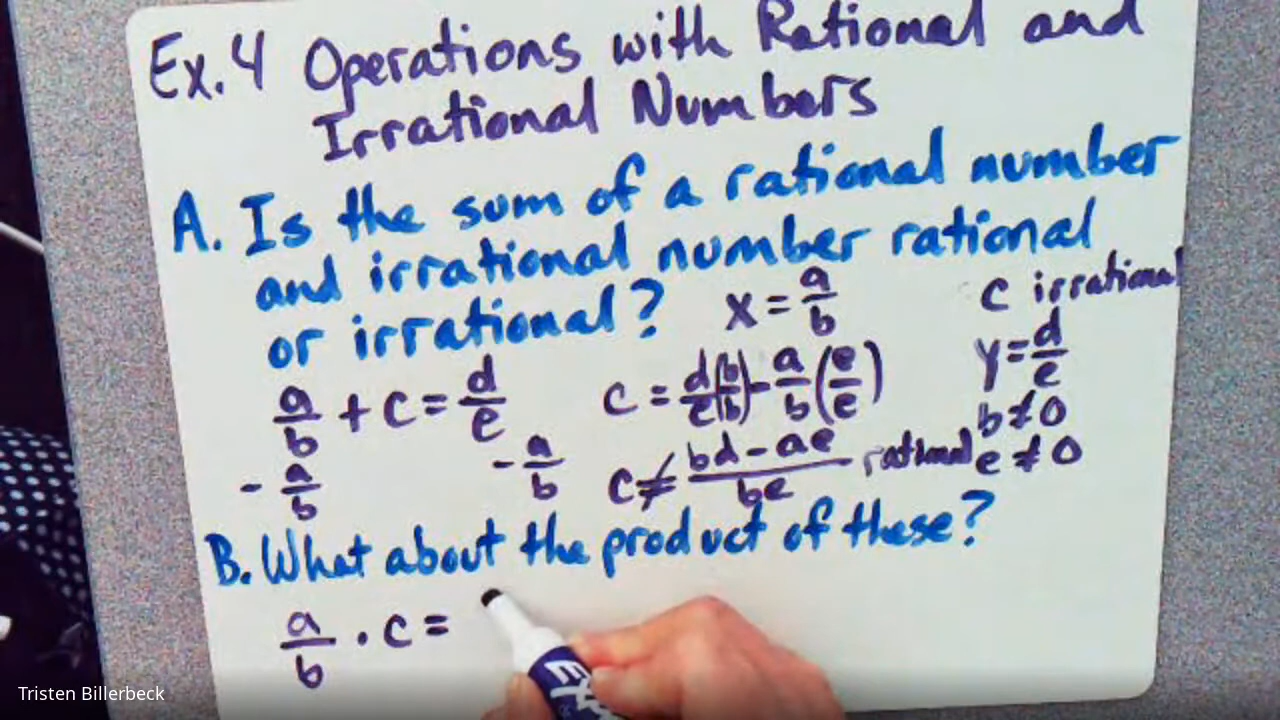 Ex. 4 Operations with Rational and
Irrational Numbers
A. Is the sum of a rational number
and irrational number rational
or irrational? x = a/b c irrational
a/b + c = d/e c = d/e(b/b) - a/b(e/e) y = d/e
b ≠ 0
- a/b - a/b c ≠ bd - ae/be rational e ≠ 0
B. What about the product of these?
a/b · c =
EXPO
Tristen Billerbeck